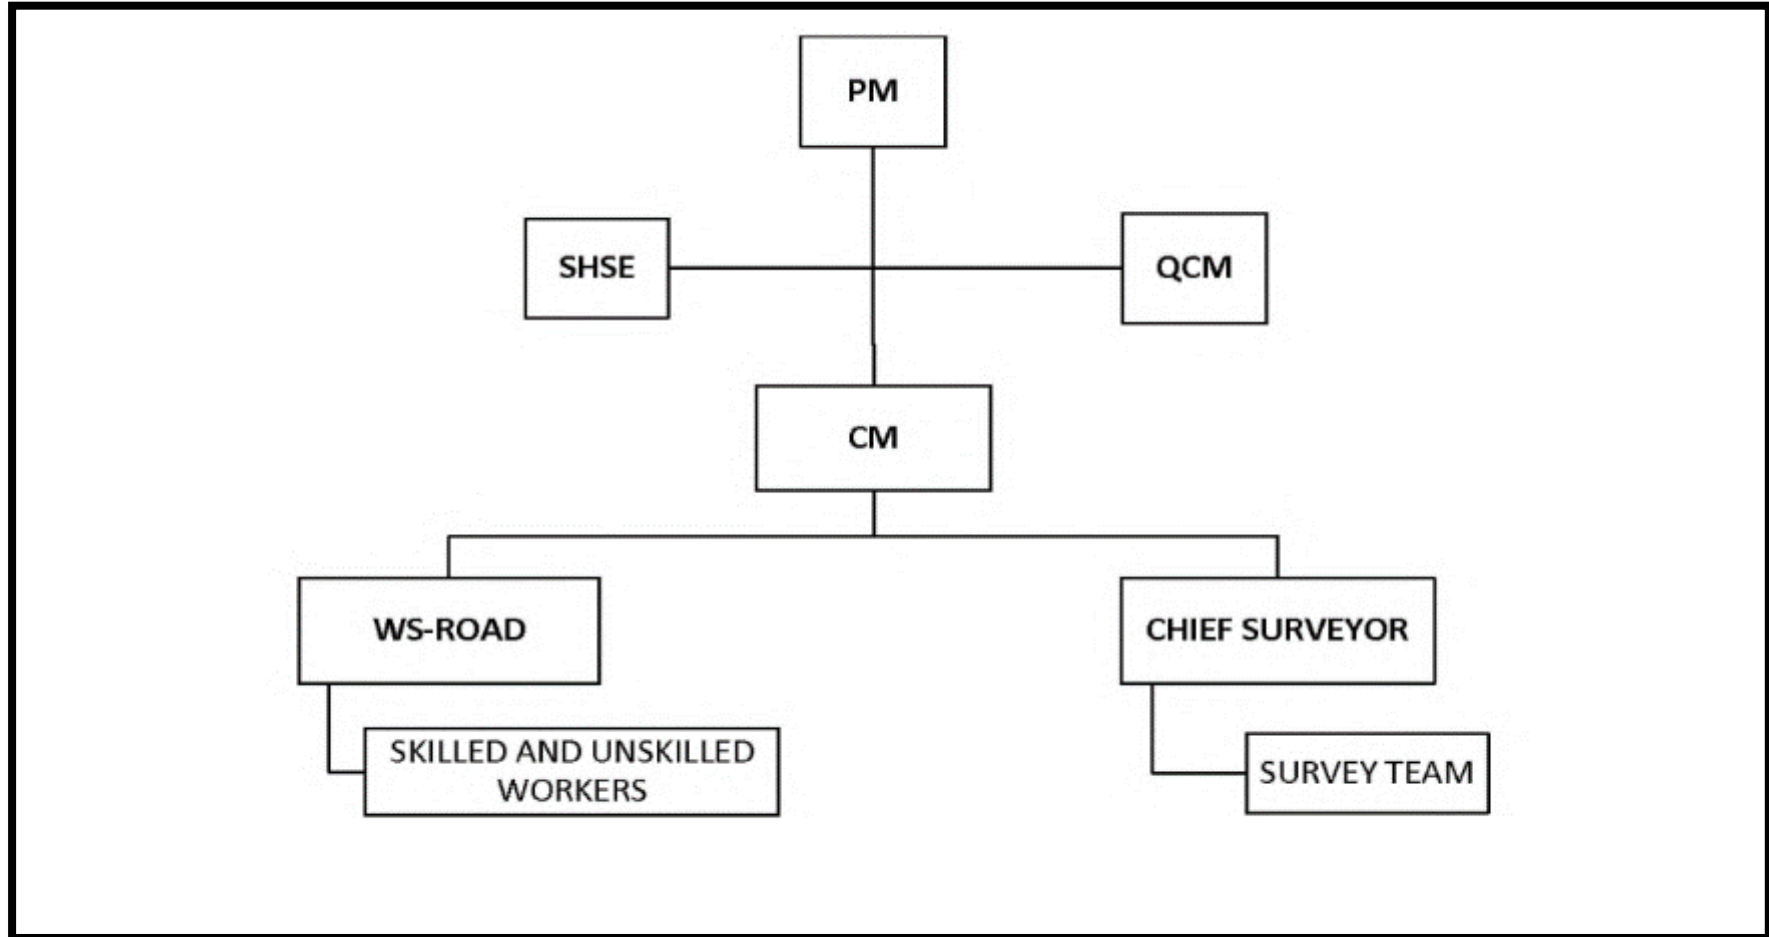 PM
SHSE
QCM
CM
WS-ROAD
CHIEF SURVEYOR
SKILLED AND UNSKILLED
WORKERS
SURVEY TEAM